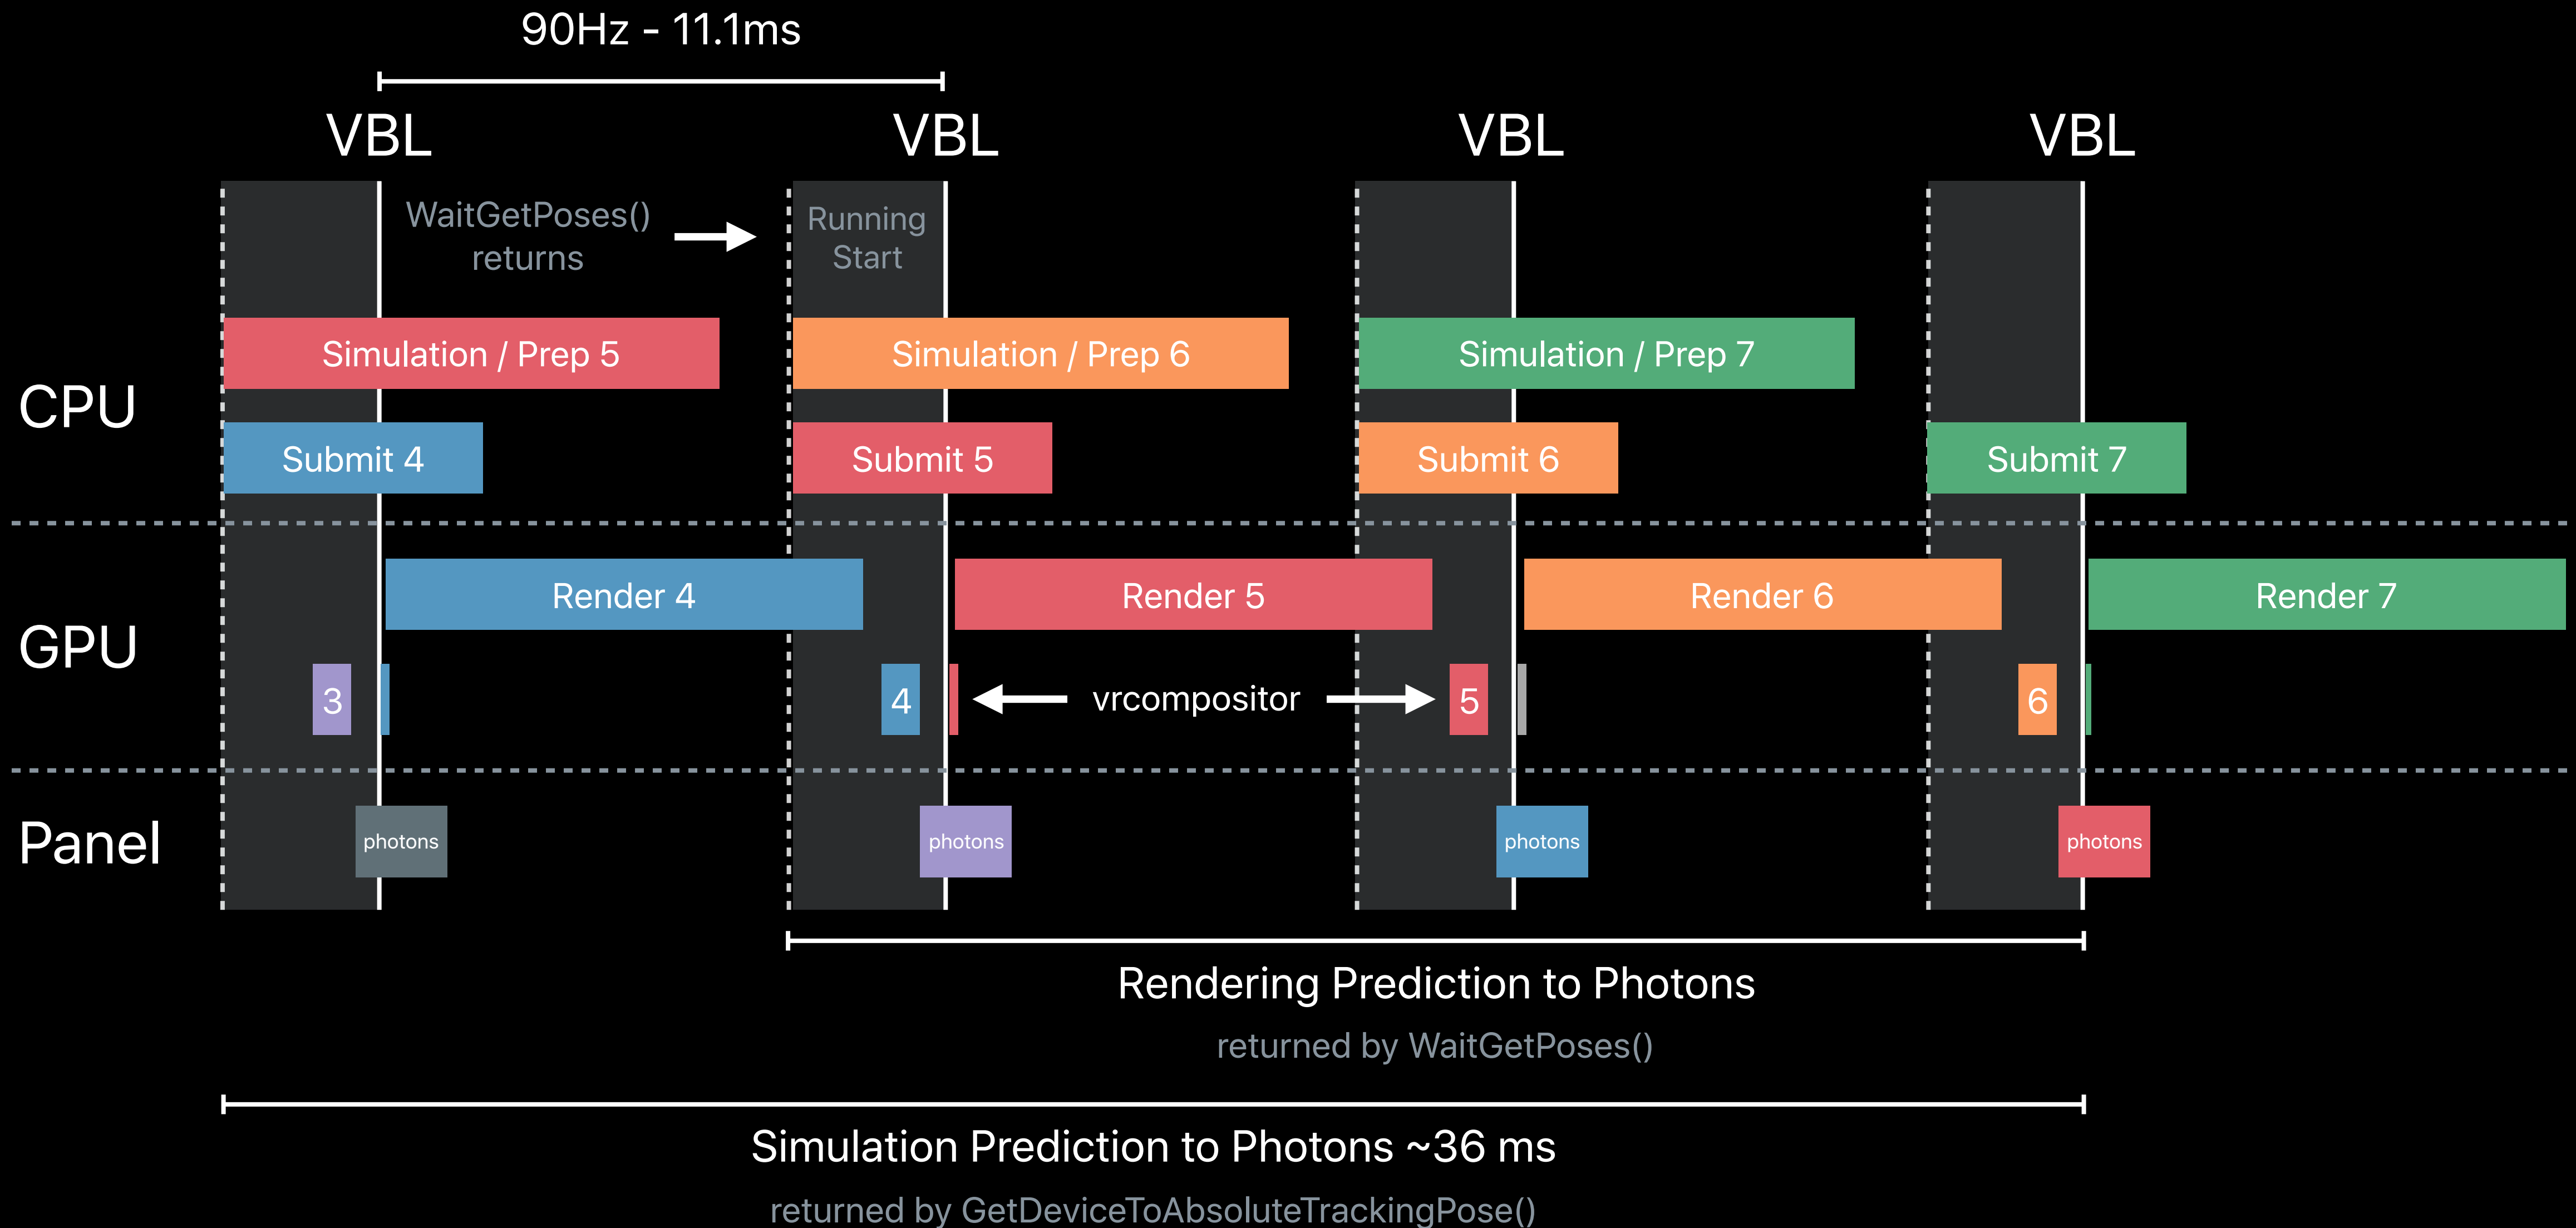 90Hz - 11.1ms
VBL
VBL
VBL
VBL
WaitGetPoses()
returns
Running
Start
CPU
Simulation / Prep 5
Simulation / Prep 6
Simulation / Prep 7
Submit 4
Submit 5
Submit 6
Submit 7
GPU
Render 4
Render 5
Render 6
Render 7
3
4
vrcompositor
5
6
Panel
photons
photons
photons
photons
Rendering Prediction to Photons
returned by WaitGetPoses()
Simulation Prediction to Photons ~36 ms
returned by GetDeviceToAbsoluteTrackingPose()